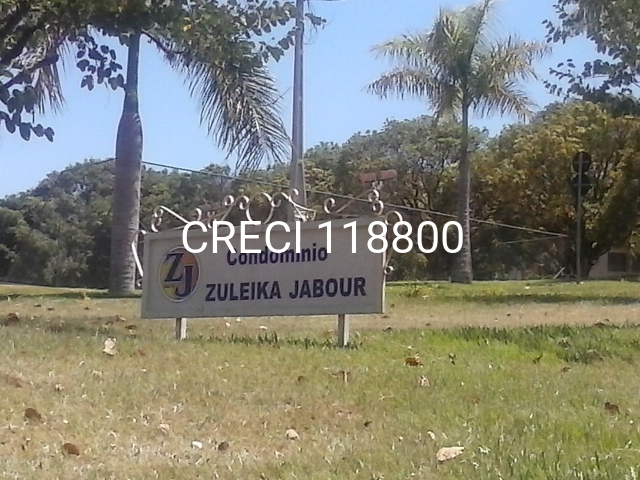 CRECI 118800
Condomínio
ZJ
ZULEIKA JABOUR